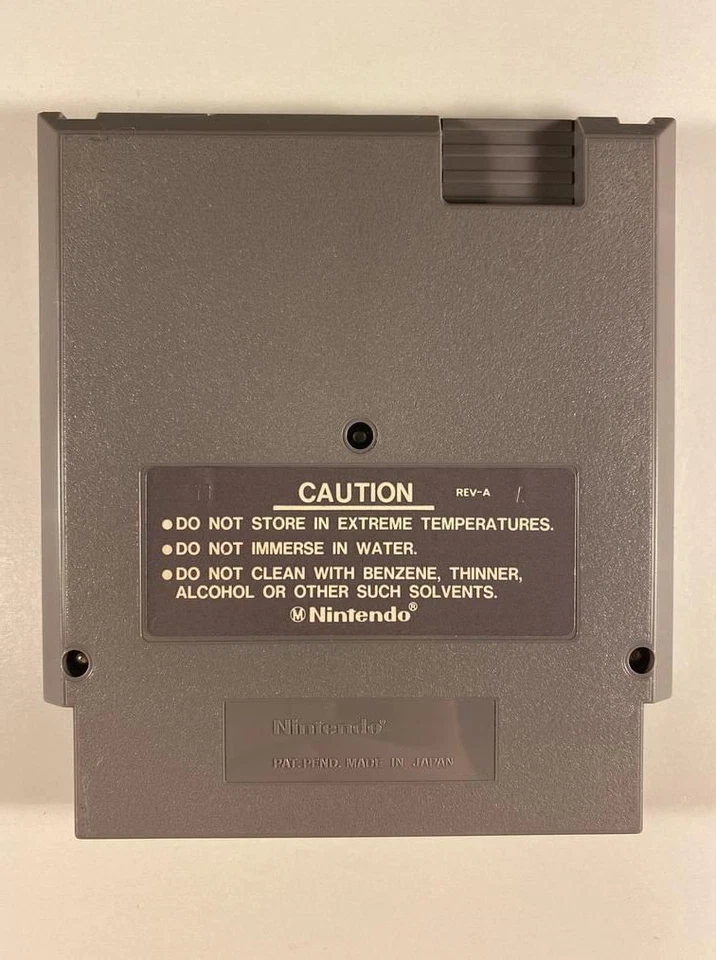 CAUTION REV-A
● DO NOT STORE IN EXTREME TEMPERATURES.
● DO NOT IMMERSE IN WATER.
● DO NOT CLEAN WITH BENZENE, THINNER,
ALCOHOL OR OTHER SUCH SOLVENTS.
Ⓜ Nintendo®
Nintendo®
PAT. PEND. MADE IN JAPAN